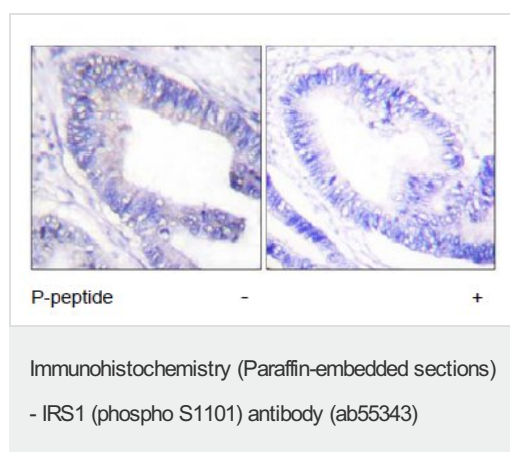 P-peptide - +
Immunohistochemistry (Paraffin-embedded sections)
- IRS1 (phospho S1101) antibody (ab55343)